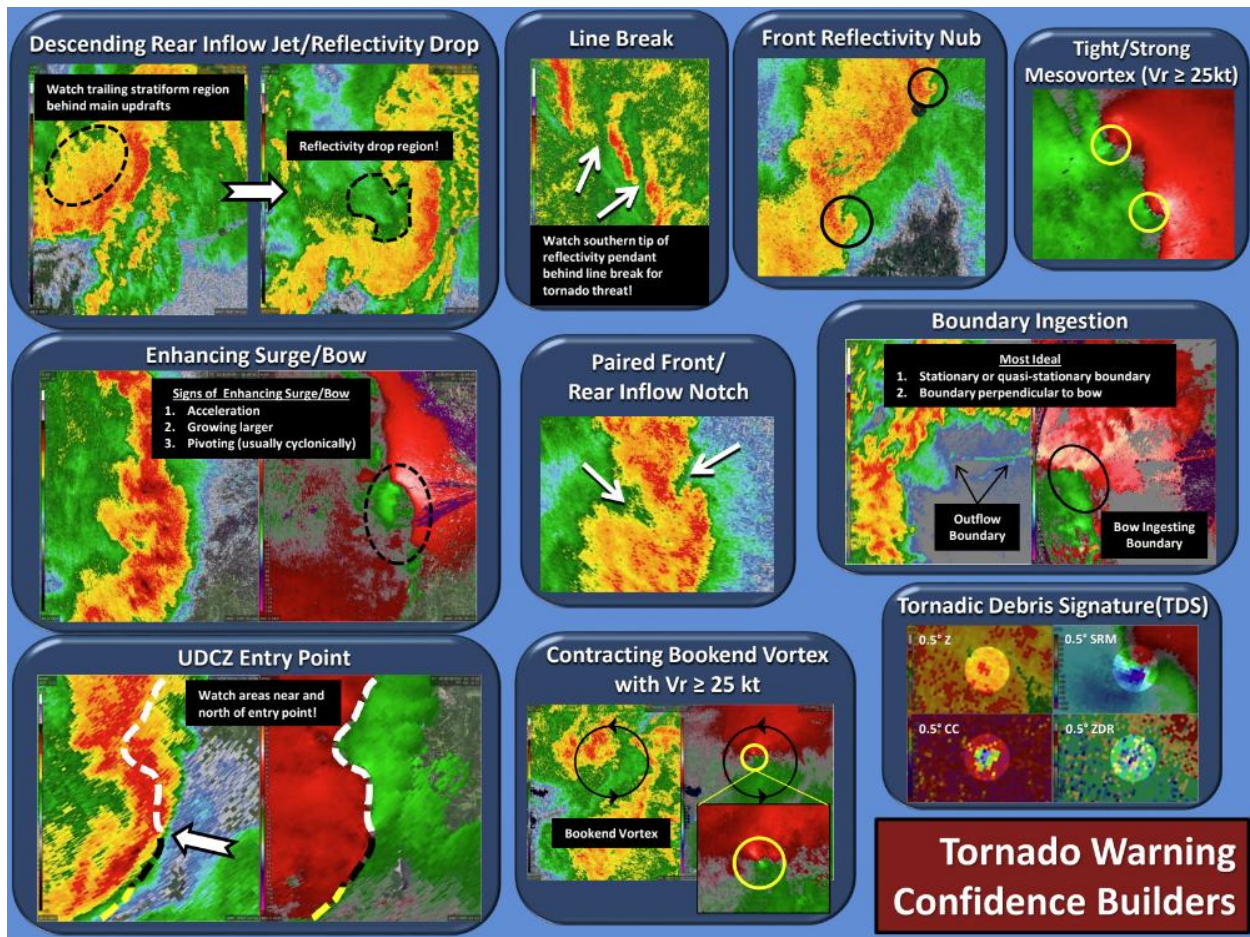 Descending Rear Inflow Jet/Reflectivity Drop
Watch trailing stratiform region
behind main updrafts
Reflectivity drop region!
Line Break
Watch southern tip of
reflectivity pendant
behind line break for
tornado threat!
Front Reflectivity Nub
Tight/Strong
Mesovortex (Vr ≥ 25kt)
Enhancing Surge/Bow
Signs of Enhancing Surge/Bow
1. Acceleration
2. Growing larger
3. Pivoting (usually cyclonically)
Paired Front/
Rear Inflow Notch
Boundary Ingestion
Most Ideal
1. Stationary or quasi-stationary boundary
2. Boundary perpendicular to bow
Outflow
Boundary
Bow Ingesting
Boundary
UDCZ Entry Point
Watch areas near and
north of entry point!
Contracting Bookend Vortex
with Vr ≥ 25 kt
Bookend Vortex
Tornadic Debris Signature(TDS)
0.5° Z
0.5° SRM
0.5° CC
0.5° ZDR
Tornado Warning
Confidence Builders